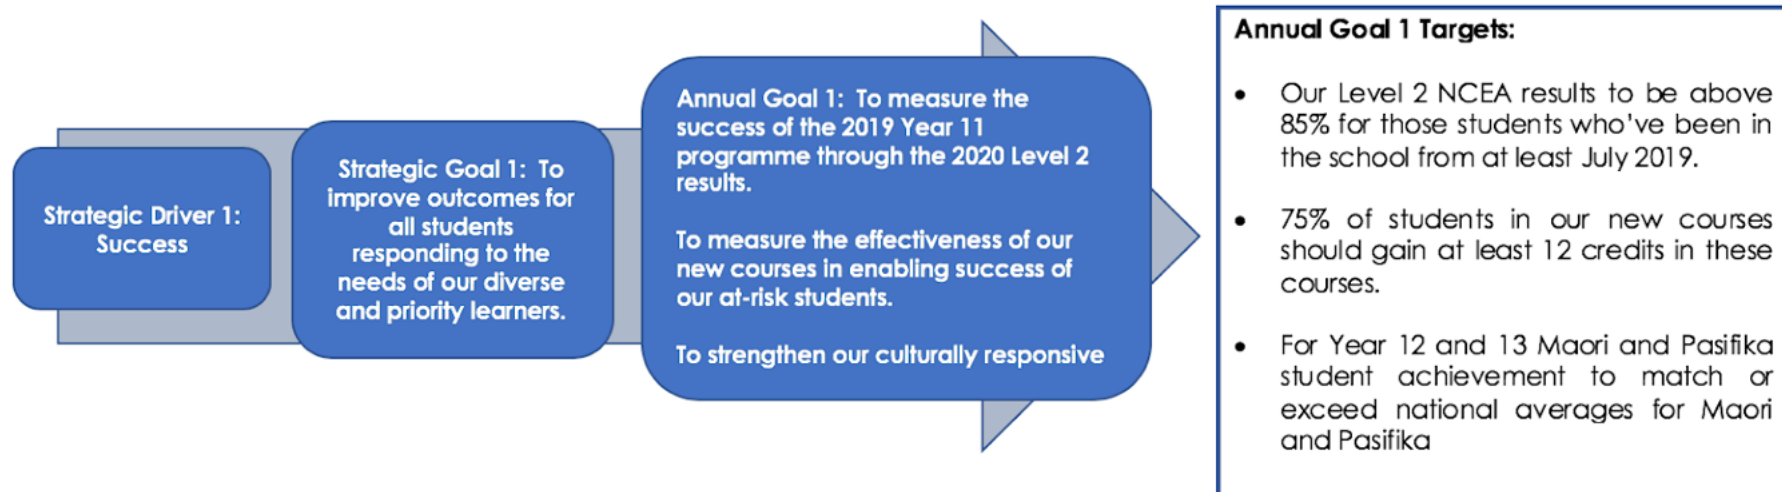 Strategic Driver 1:
Success
Strategic Goal 1: To
improve outcomes for
all students
responding to the
needs of our diverse
and priority learners.
Annual Goal 1: To measure the
success of the 2019 Year 11
programme through the 2020 Level 2
results.
To measure the effectiveness of our
new courses in enabling success of
our at-risk students.
To strengthen our culturally responsive
Annual Goal 1 Targets:
• Our Level 2 NCEA results to be above
85% for those students who've been in
the school from at least July 2019.
• 75% of students in our new courses
should gain at least 12 credits in these
courses.
• For Year 12 and 13 Maori and Pasifika
student achievement to match or
exceed national averages for Maori
and Pasifika